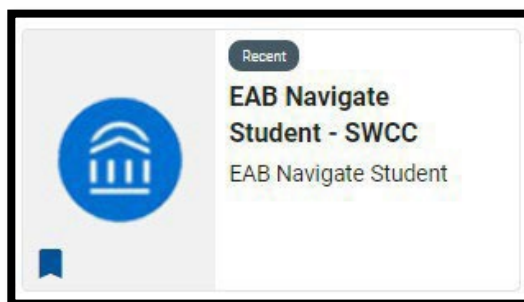 Recent
EAB Navigate
Student - SWCC
EAB Navigate Student